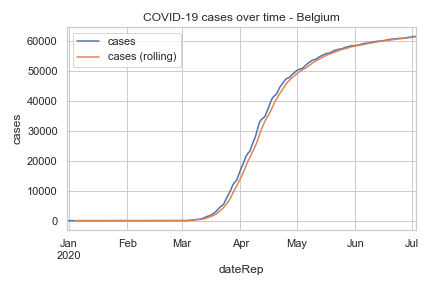 COVID-19 cases over time - Belgium
cases
cases (rolling)
60000
50000
40000
30000
20000
10000
0
cases
Jan Feb Mar Apr May Jun Jul
2020
dateRep